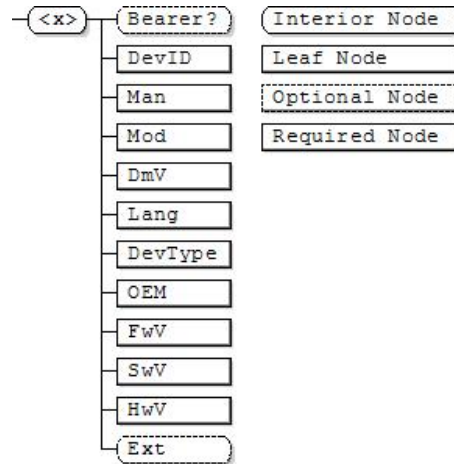 <x>
Bearer?
DevID
Man
Mod
DmV
Lang
DevType
OEM
FwV
SwV
HwV
Ext
Interior Node
Leaf Node
Optional Node
Required Node